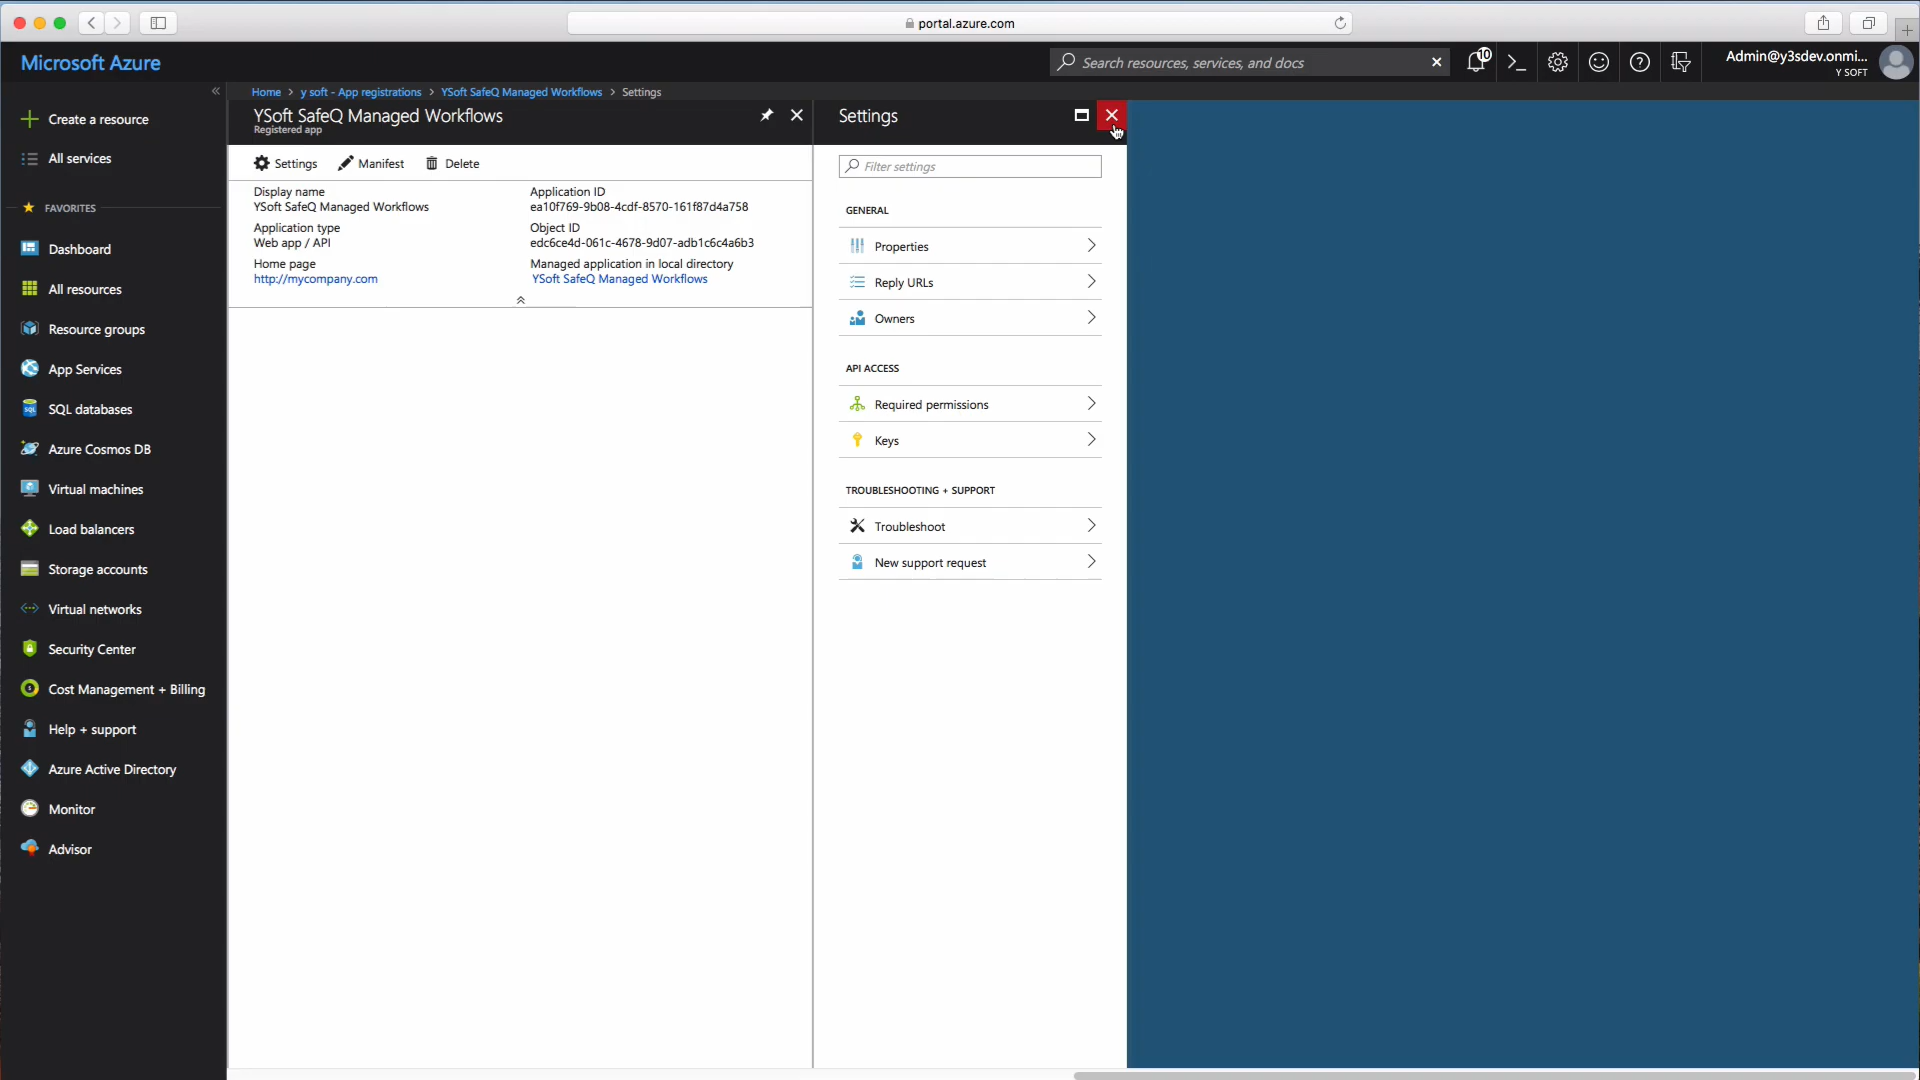 portal.azure.com
Microsoft Azure
Search resources, services, and docs
10
Admin@y3sdev.onmi...
Y SOFT
Home > y soft - App registrations > YSoft SafeQ Managed Workflows > Settings
Create a resource
All services
FAVORITES
Dashboard
All resources
Resource groups
App Services
SQL databases
Azure Cosmos DB
Virtual machines
Load balancers
Storage accounts
Virtual networks
Security Center
Cost Management + Billing
Help + support
Azure Active Directory
Monitor
Advisor
YSoft SafeQ Managed Workflows
Registered app
Settings
Manifest
Delete
Display name
YSoft SafeQ Managed Workflows
Application type
Web app / API
Home page
http://mycompany.com
Application ID
ea10f769-9b08-4cdf-8570-161f87d4a758
Object ID
edc6ce4d-061c-4678-9d07-adb1c6c4a6b3
Managed application in local directory
YSoft SafeQ Managed Workflows
Settings
Filter settings
GENERAL
Properties
Reply URLs
Owners
API ACCESS
Required permissions
Keys
TROUBLESHOOTING + SUPPORT
Troubleshoot
New support request